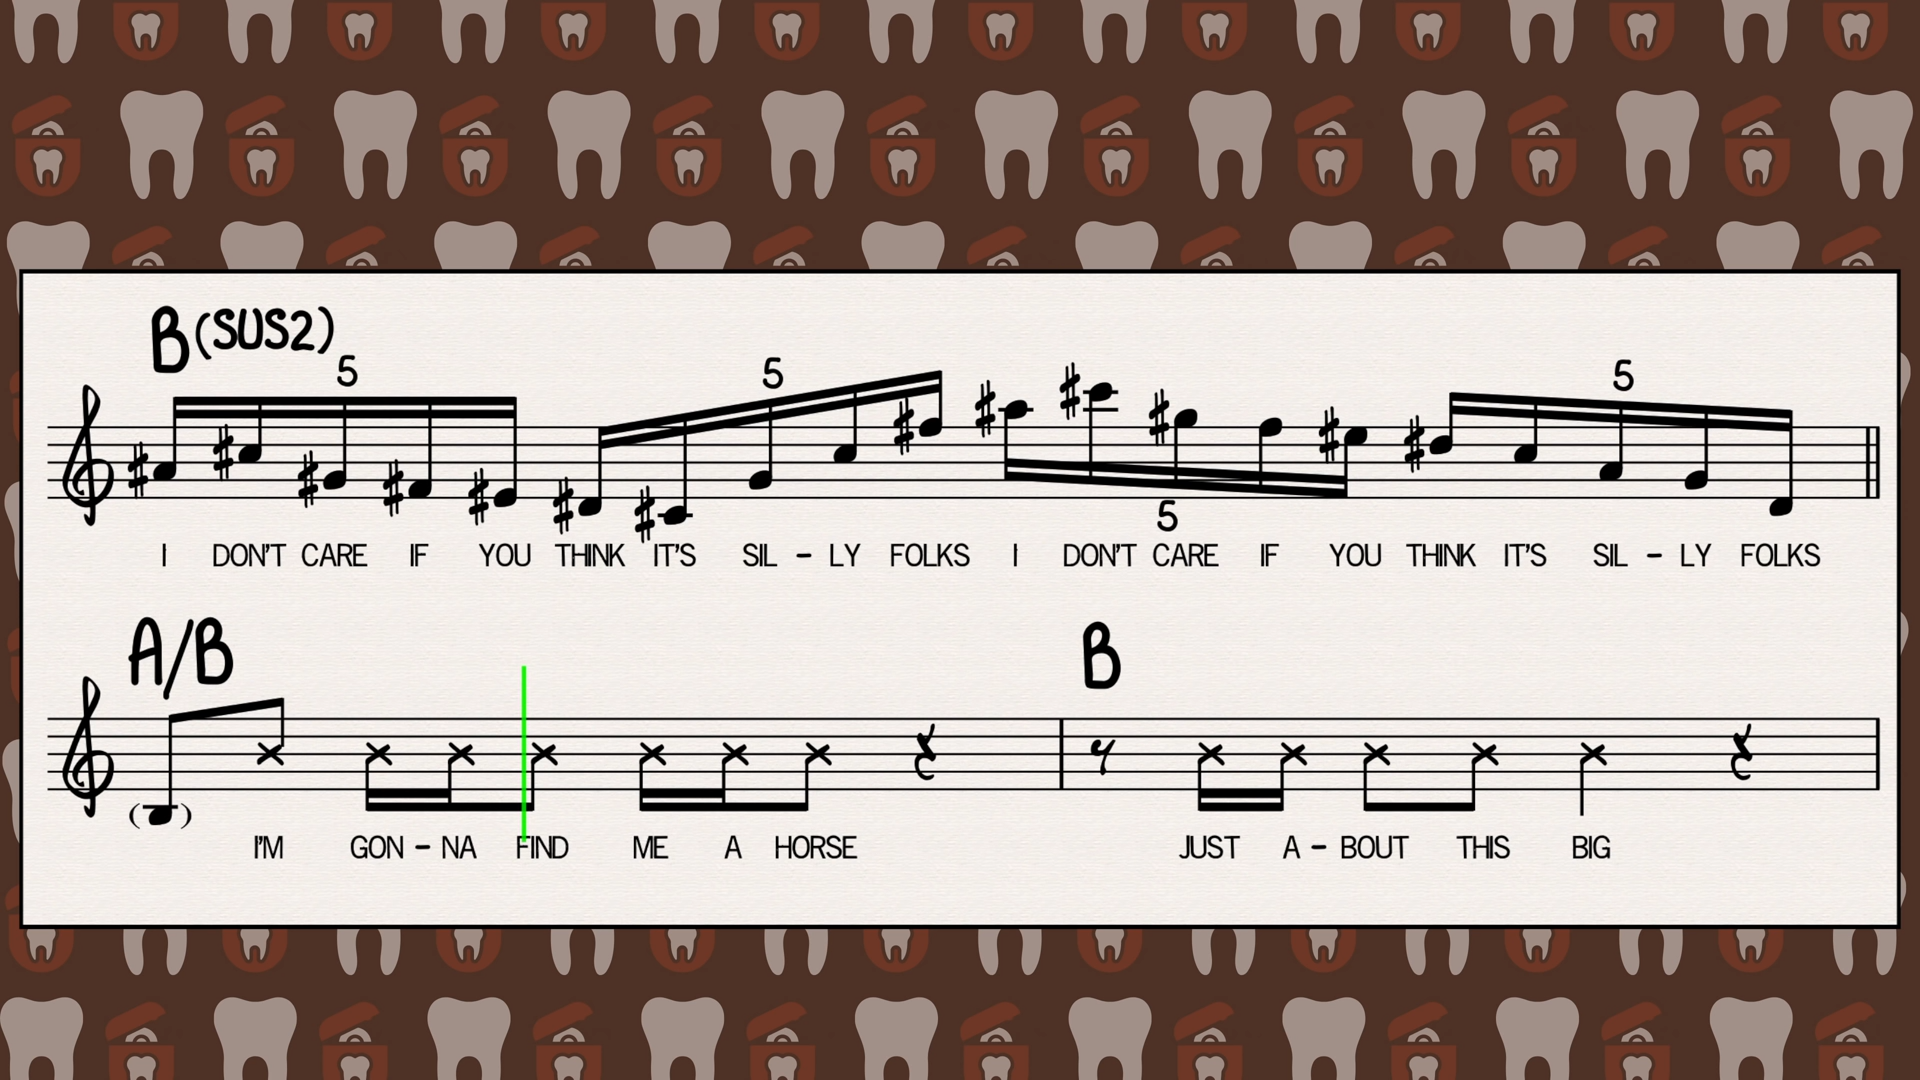 B(SUS2)
5 5 5 5
I DON'T CARE IF YOU THINK IT'S SIL - LY FOLKS I DON'T CARE IF YOU THINK IT'S SIL - LY FOLKS
A/B B
I'M GON - NA FIND ME A HORSE JUST A - BOUT THIS BIG